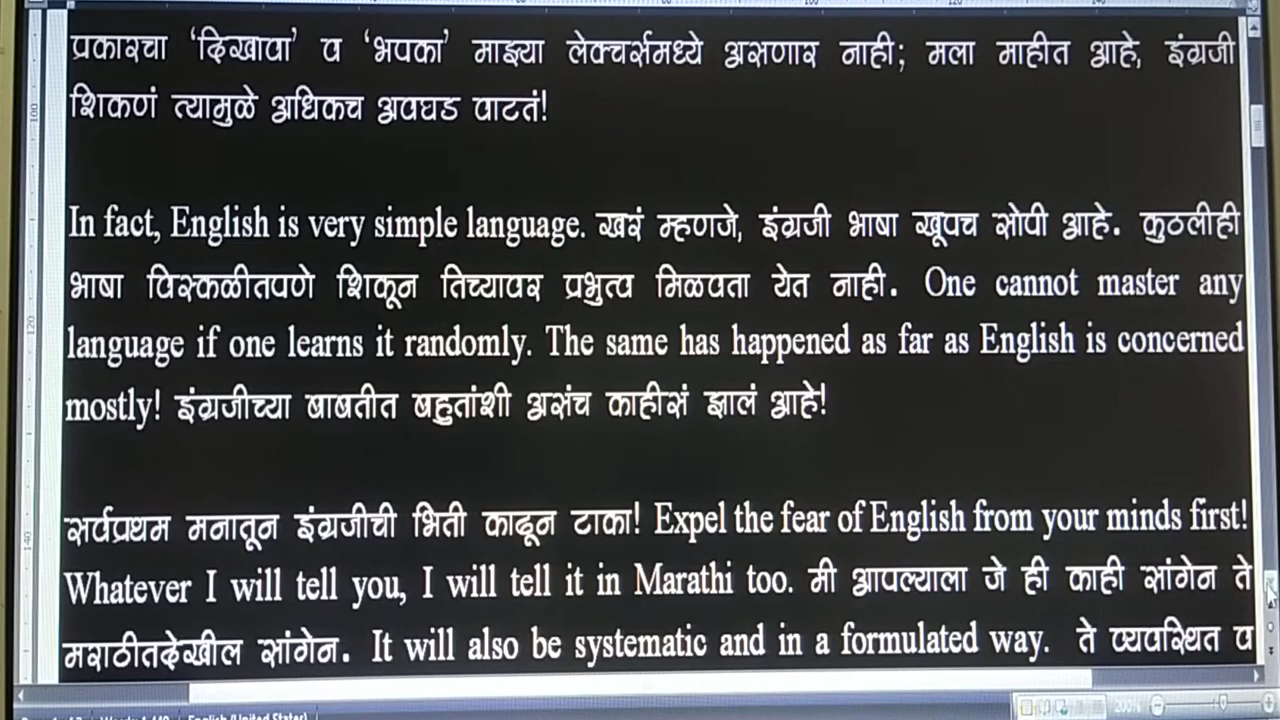 प्रकारचा ‘दिखावा’ व ‘भपका’ माझ्या लेक्चर्समध्ये असणार नाही; मला माहीत आहे, इंग्रजी
शिकणं त्यामुळे अधिकच अवघड वाटतं!
In fact, English is very simple language. खरं म्हणजे, इंग्रजी भाषा खूपच सोपी आहे. कुठलीही
भाषा विस्कळीतपणे शिकून तिच्यावर प्रभुत्व मिळवता येत नाही. One cannot master any
language if one learns it randomly. The same has happened as far as English is concerned
mostly! इंग्रजीच्या बाबतीत बहुतांशी असंच काहीसं झालं आहे!
सर्वप्रथम मनातून इंग्रजीची भिती काढून टाका! Expel the fear of English from your minds first!
Whatever I will tell you, I will tell it in Marathi too. मी आपल्याला जे ही काही सांगेन ते
मराठीतदेखील सांगेन. It will also be systematic and in a formulated way. ते व्यवस्थित व
English (United States)
200%